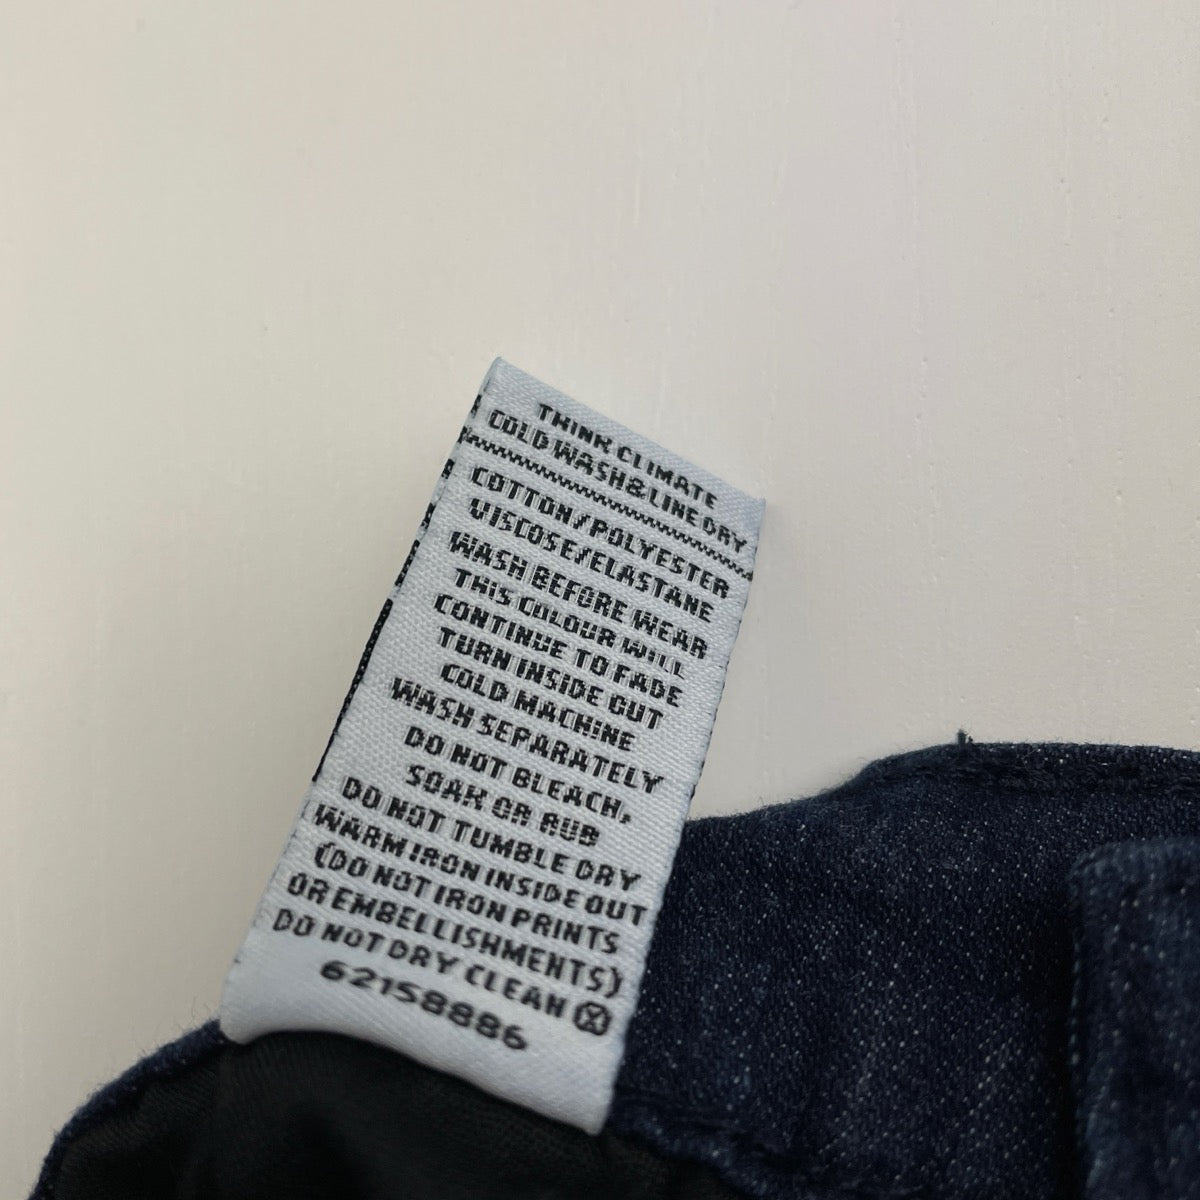 THINK CLIMATE
COLD WASH & LINE DRY
COTTON/POLYESTER
VISCOSE/ELASTANE
WASH BEFORE WEAR
THIS COLOUR WILL
CONTINUE TO FADE
TURN INSIDE OUT
COLD MACHINE
WASH SEPARATELY
DO NOT BLEACH,
SOAK OR RUB
DO NOT TUMBLE DRY
WARM IRON INSIDE OUT
(DO NOT IRON PRINTS
OR EMBELLISHMENTS)
DO NOT DRY CLEAN
62158886